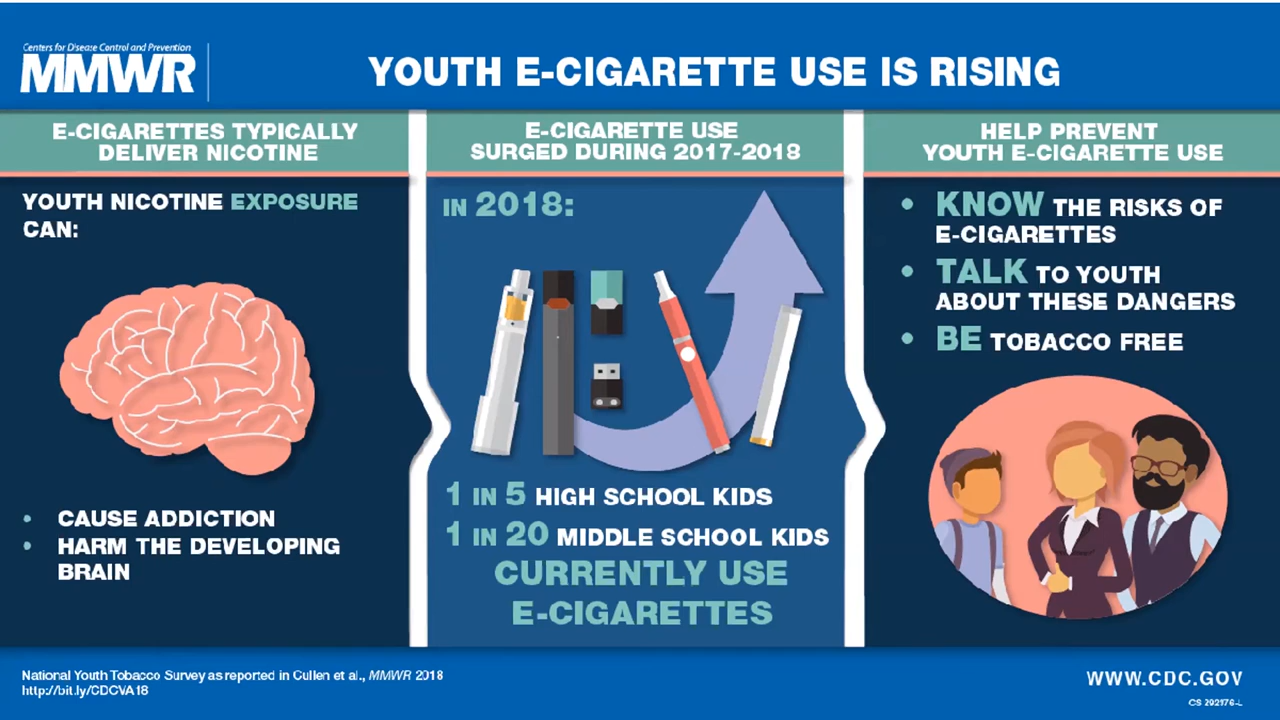 Centers for Disease Control and Prevention
MMWR
YOUTH E-CIGARETTE USE IS RISING
E-CIGARETTES TYPICALLY
DELIVER NICOTINE
YOUTH NICOTINE EXPOSURE
CAN:
• CAUSE ADDICTION
• HARM THE DEVELOPING
BRAIN
E-CIGARETTE USE
SURGED DURING 2017-2018
IN 2018:
1 IN 5 HIGH SCHOOL KIDS
1 IN 20 MIDDLE SCHOOL KIDS
CURRENTLY USE
E-CIGARETTES
HELP PREVENT
YOUTH E-CIGARETTE USE
• KNOW THE RISKS OF
E-CIGARETTES
• TALK TO YOUTH
ABOUT THESE DANGERS
• BE TOBACCO FREE
National Youth Tobacco Survey as reported in Cullen et al., MMWR 2018
http://bit.ly/CDCVA18
WWW.CDC.GOV
CS 292176-L